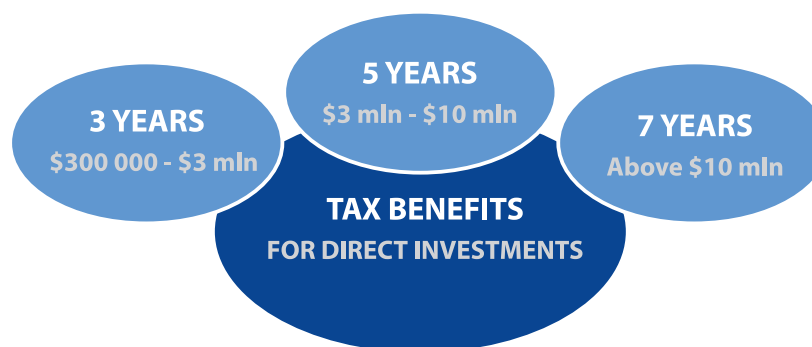 3 YEARS
$300 000 - $3 mln
5 YEARS
$3 mln - $10 mln
7 YEARS
Above $10 mln
TAX BENEFITS
FOR DIRECT INVESTMENTS